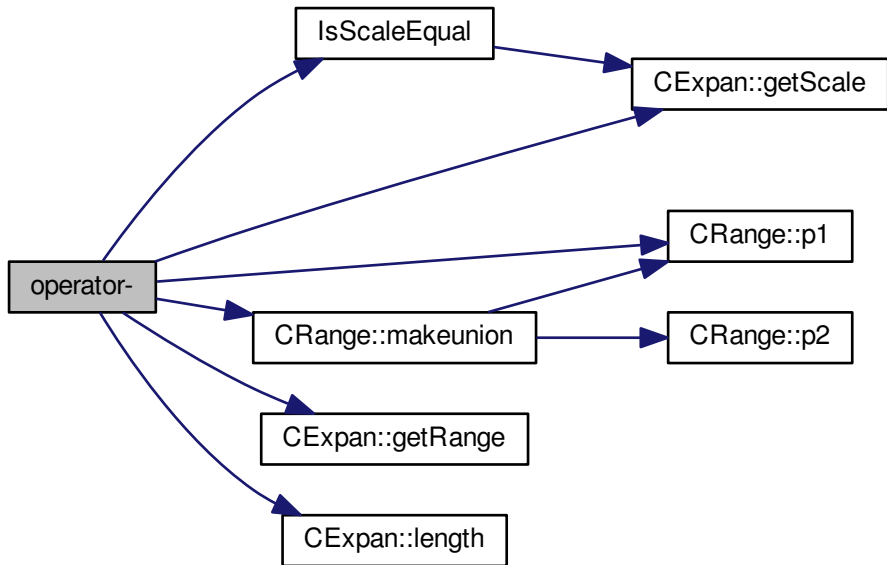 IsScaleEqual
CExpan::getScale
CRange::p1
operator-
CRange::makeunion
CRange::p2
CExpan::getRange
CExpan::length